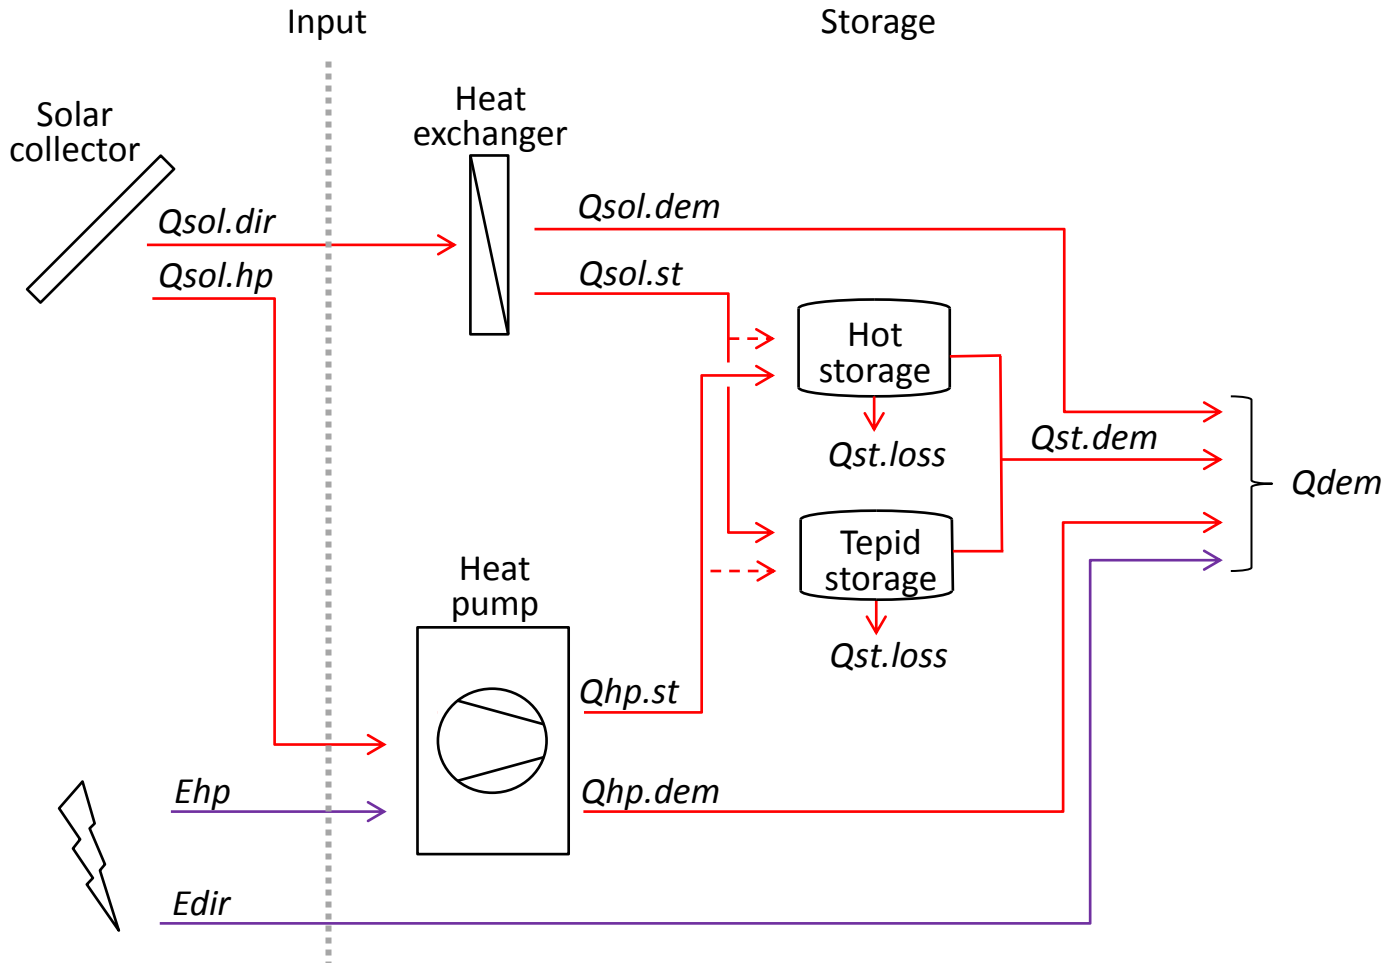 Input
Storage
Solar
collector
Heat
exchanger
Qsol.dir
Qsol.dem
Qsol.hp
Qsol.st
Hot
storage
Qst.loss
Qst.dem
Qdem
Tepid
storage
Qst.loss
Heat
pump
Qhp.st
Ehp
Qhp.dem
Edir